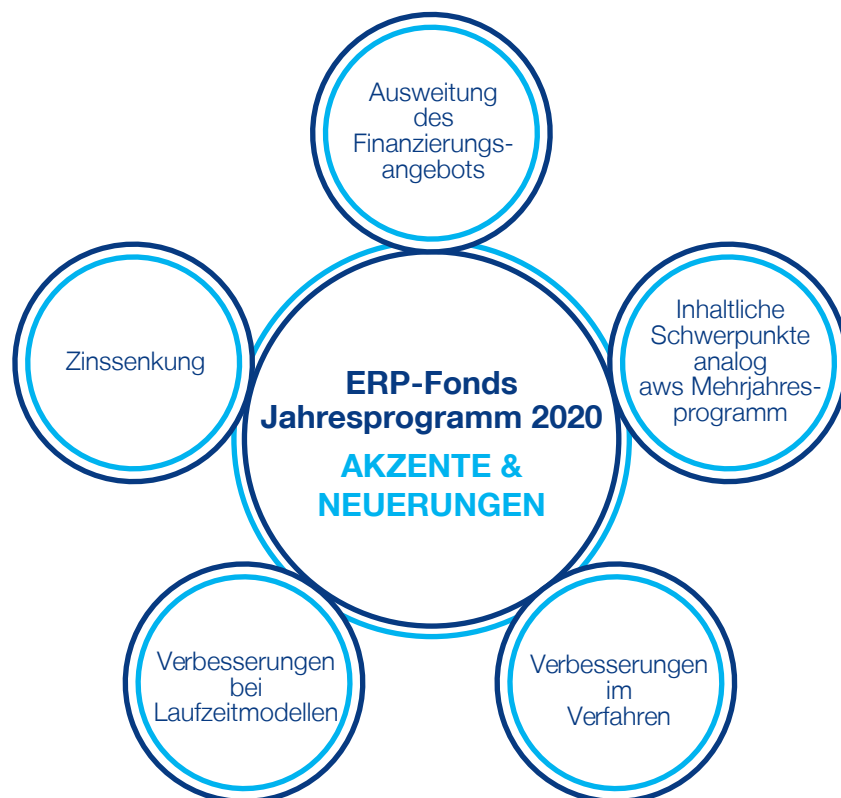 Ausweitung
des
Finanzierungs-
angebots
Zinssenkung
Inhaltliche
Schwerpunkte
analog
aws Mehrjahres-
programm
ERP-Fonds
Jahresprogramm 2020
AKZENTE &
NEUERUNGEN
Verbesserungen
bei
Laufzeitmodellen
Verbesserungen
im
Verfahren